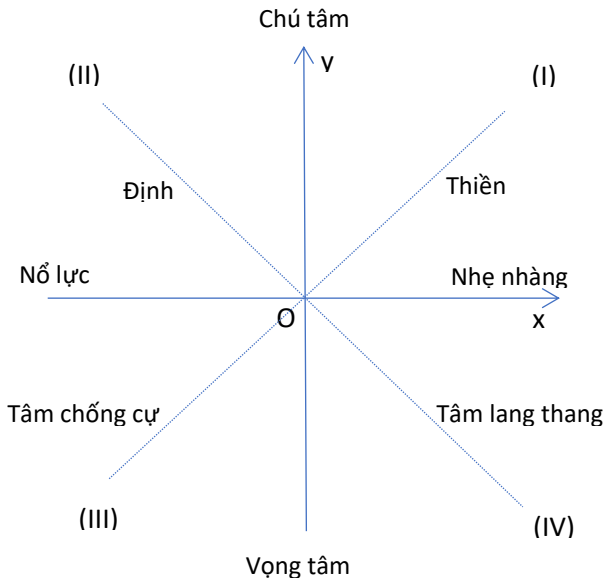 Chú tâm
y
(II)
(I)
Định
Thiền
Nổ lực
Nhẹ nhàng
O
x
Tâm chống cự
Tâm lang thang
(III)
(IV)
Vọng tâm